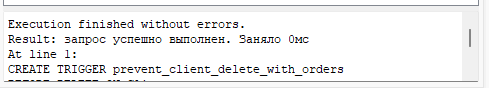 Execution finished without errors.
Result: запрос успешно выполнен. Заняло 0мс
At line 1:
CREATE TRIGGER prevent_client_delete_with_orders